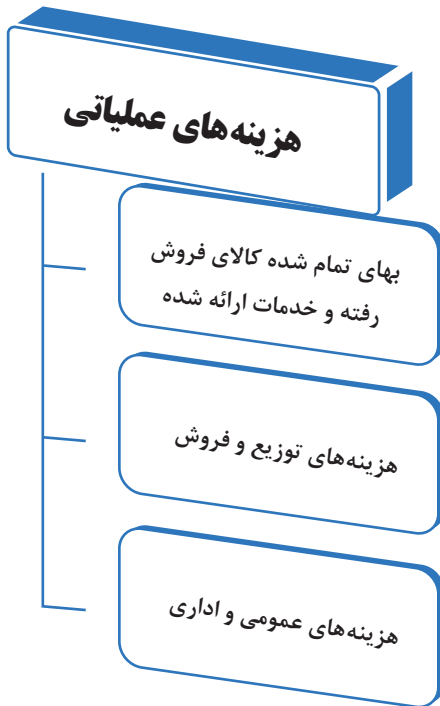 هزینه‌های عملیاتی
بهای تمام شده کالای فروش
رفته و خدمات ارائه شده
هزینه‌های توزیع و فروش
هزینه‌های عمومی و اداری